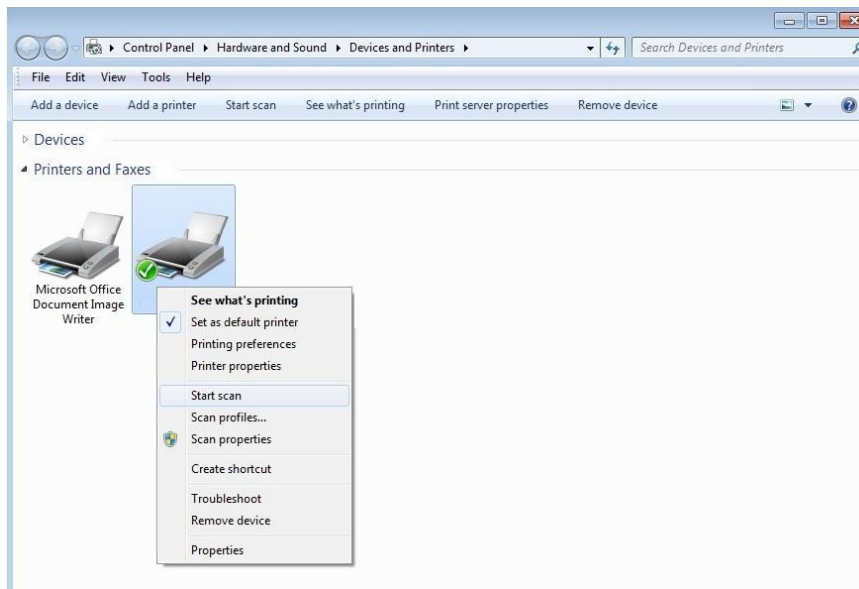 Control Panel Hardware and Sound Devices and Printers Search Devices and Printers
File Edit View Tools Help
Add a device Add a printer Start scan See what's printing Print server properties Remove device
Devices
Printers and Faxes
Microsoft Office
Document Image
Writer
See what's printing
Set as default printer
Printing preferences
Printer properties
Start scan
Scan profiles...
Scan properties
Create shortcut
Troubleshoot
Remove device
Properties